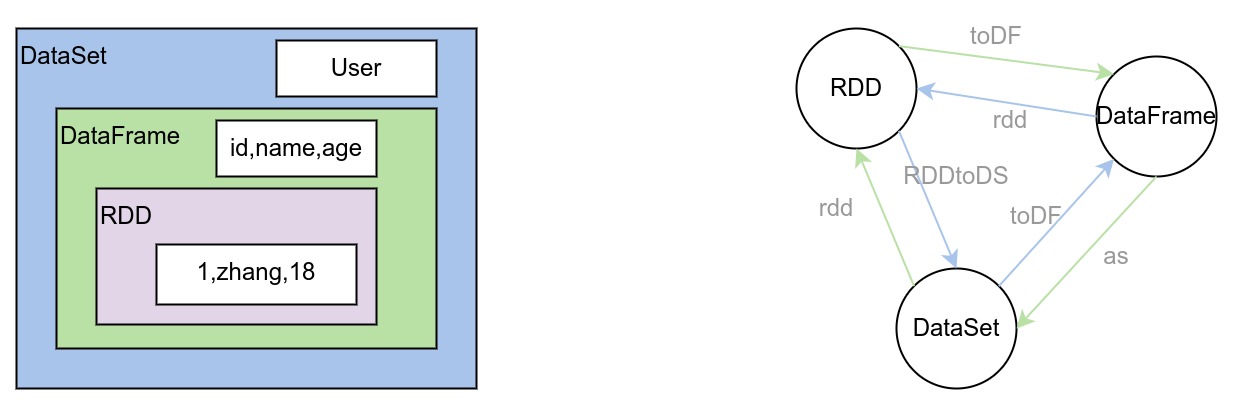 DataSet
User
DataFrame
id,name,age
RDD
1,zhang,18
toDF
RDD
DataFrame
rdd
RDDtoDS
rdd
toDF
as
DataSet